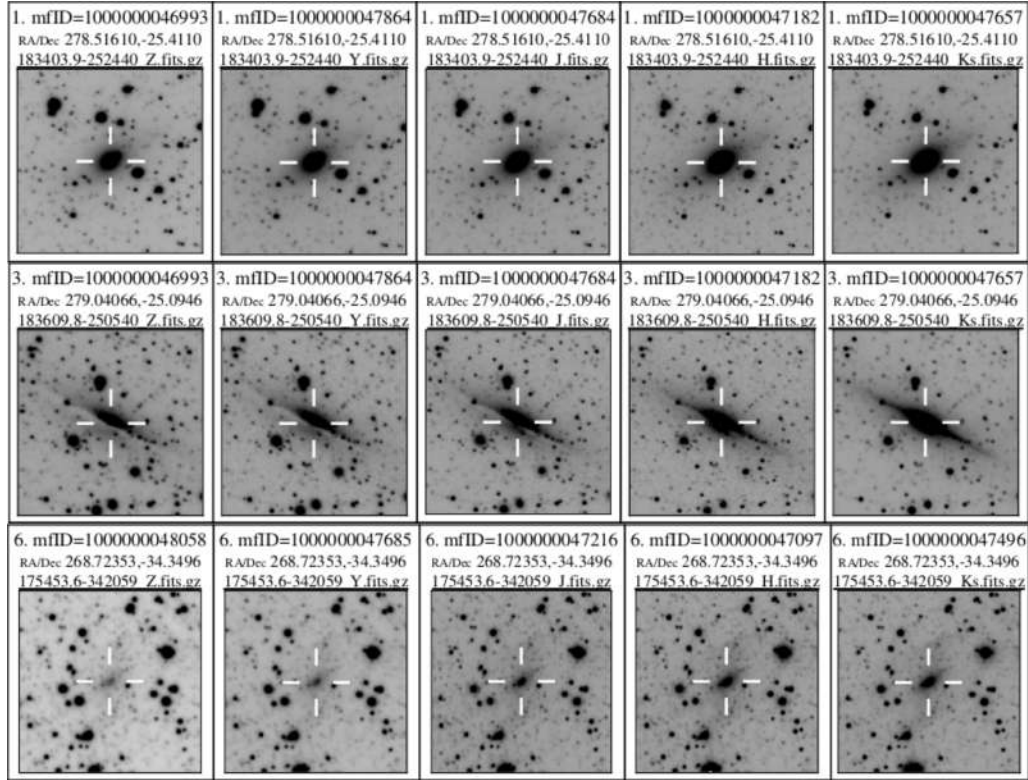 1. mfID=1000000046993
RA/Dec 278.51610,-25.4110
183403.9-252440 Z.fits.gz
1. mfID=1000000047864
RA/Dec 278.51610,-25.4110
183403.9-252440 Y.fits.gz
1. mfID=1000000047684
RA/Dec 278.51610,-25.4110
183403.9-252440 J.fits.gz
1. mfID=1000000047182
RA/Dec 278.51610,-25.4110
183403.9-252440 H.fits.gz
1. mfID=1000000047657
RA/Dec 278.51610,-25.4110
183403.9-252440 Ks.fits.gz
3. mfID=1000000046993
RA/Dec 279.04066,-25.0946
183609.8-250540 Z.fits.gz
3. mfID=1000000047864
RA/Dec 279.04066,-25.0946
183609.8-250540 Y.fits.gz
3. mfID=1000000047684
RA/Dec 279.04066,-25.0946
183609.8-250540 J.fits.gz
3. mfID=1000000047182
RA/Dec 279.04066,-25.0946
183609.8-250540 H.fits.gz
3. mfID=1000000047657
RA/Dec 279.04066,-25.0946
183609.8-250540 Ks.fits.gz
6. mfID=1000000048058
RA/Dec 268.72353,-34.3496
175453.6-342059 Z.fits.gz
6. mfID=1000000047685
RA/Dec 268.72353,-34.3496
175453.6-342059 Y.fits.gz
6. mfID=1000000047216
RA/Dec 268.72353,-34.3496
175453.6-342059 J.fits.gz
6. mfID=1000000047097
RA/Dec 268.72353,-34.3496
175453.6-342059 H.fits.gz
6. mfID=1000000047496
RA/Dec 268.72353,-34.3496
175453.6-342059 Ks.fits.gz